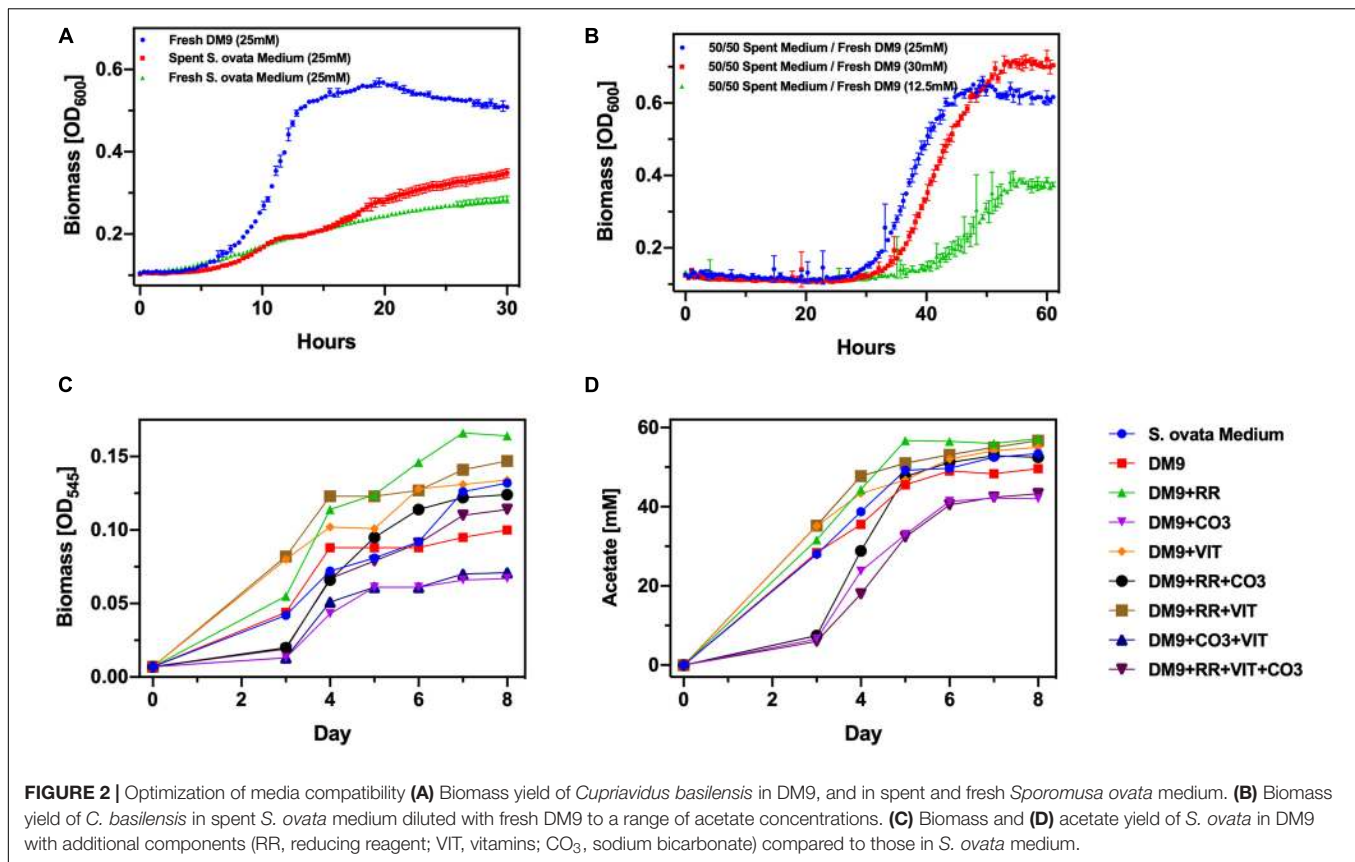 A
Fresh DM9 (25mM)
Spent S. ovata Medium (25mM)
Fresh S. ovata Medium (25mM)
Biomass [OD600]
0.6
0.4
0.2
0 10 20 30
Hours
B
50/50 Spent Medium / Fresh DM9 (25mM)
50/50 Spent Medium / Fresh DM9 (30mM)
50/50 Spent Medium / Fresh DM9 (12.5mM)
Biomass [OD600]
0.6
0.4
0.2
0 20 40 60
Hours
C
Biomass [OD545]
0.15
0.10
0.05
0.00
0 2 4 6 8
Day
D
Acetate [mM]
60
40
20
0
0 2 4 6 8
Day
S. ovata Medium
DM9
DM9+RR
DM9+CO3
DM9+VIT
DM9+RR+CO3
DM9+RR+VIT
DM9+CO3+VIT
DM9+RR+VIT+CO3
FIGURE 2 | Optimization of media compatibility (A) Biomass yield of Cupriavidus basilensis in DM9, and in spent and fresh Sporomusa ovata medium. (B) Biomass
yield of C. basilensis in spent S. ovata medium diluted with fresh DM9 to a range of acetate concentrations. (C) Biomass and (D) acetate yield of S. ovata in DM9
with additional components (RR, reducing reagent; VIT, vitamins; CO3, sodium bicarbonate) compared to those in S. ovata medium.